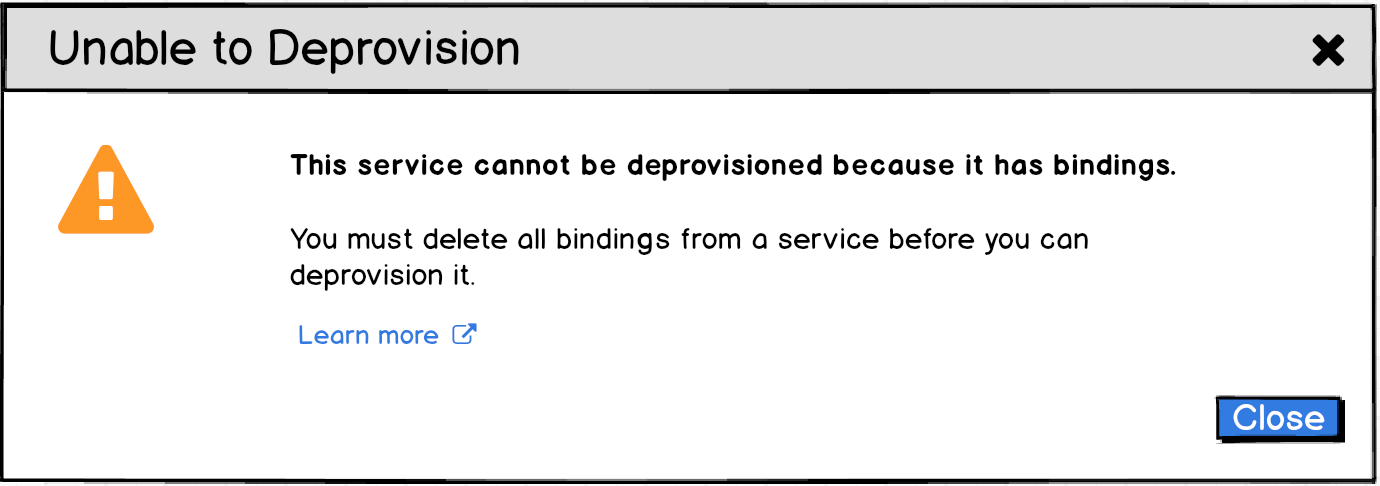 Unable to Deprovision
This service cannot be deprovisioned because it has bindings.
You must delete all bindings from a service before you can
deprovision it.
Learn more
Close